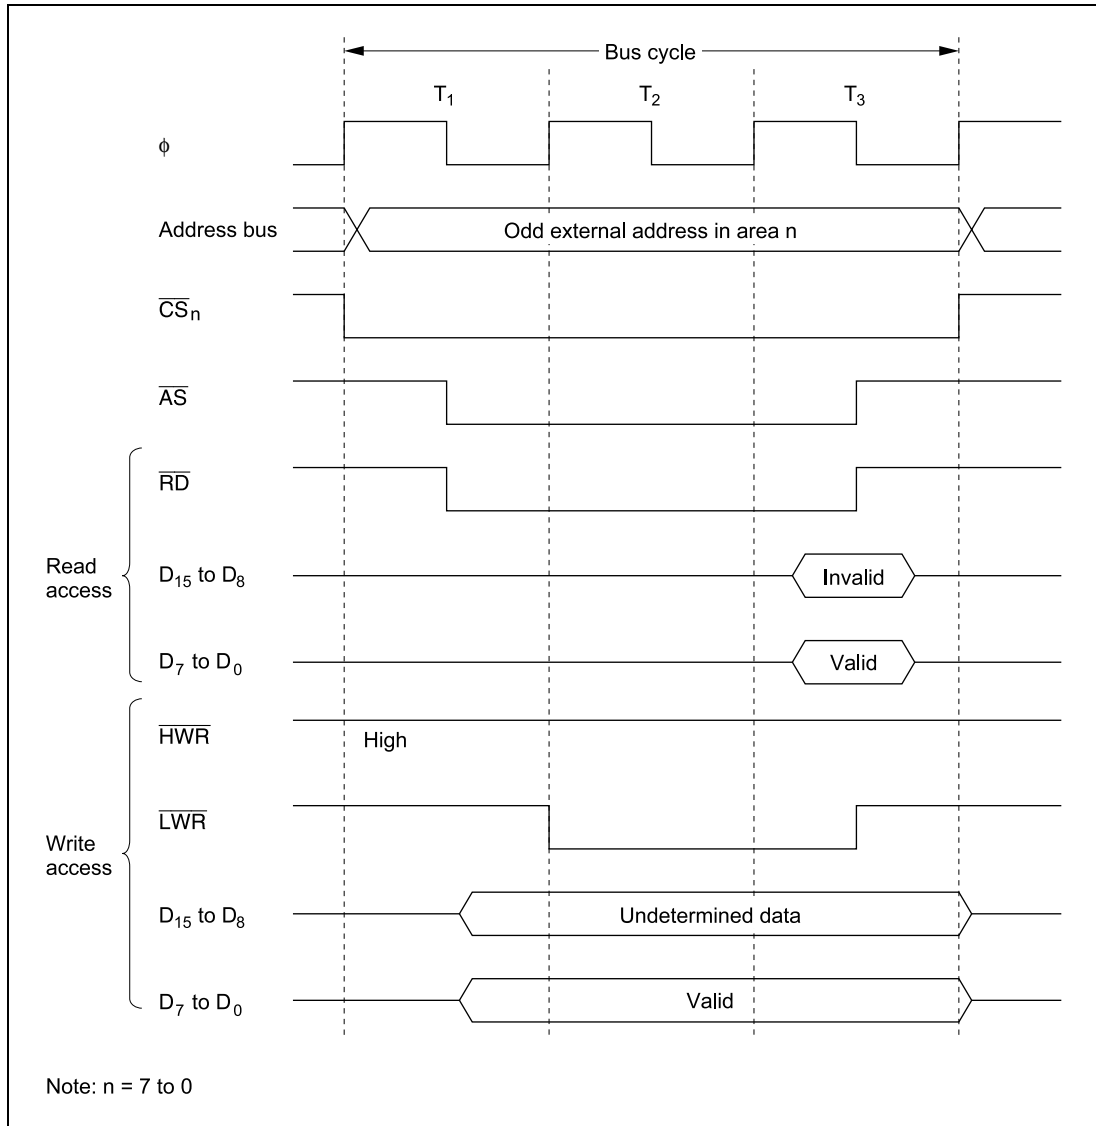 Bus cycle
T1 T2 T3
ϕ
Address bus Odd external address in area n
CSn
AS
RD
Read access
D15 to D8 Invalid
D7 to D0 Valid
HWR High
LWR
Write access
D15 to D8 Undetermined data
D7 to D0 Valid
Note: n = 7 to 0